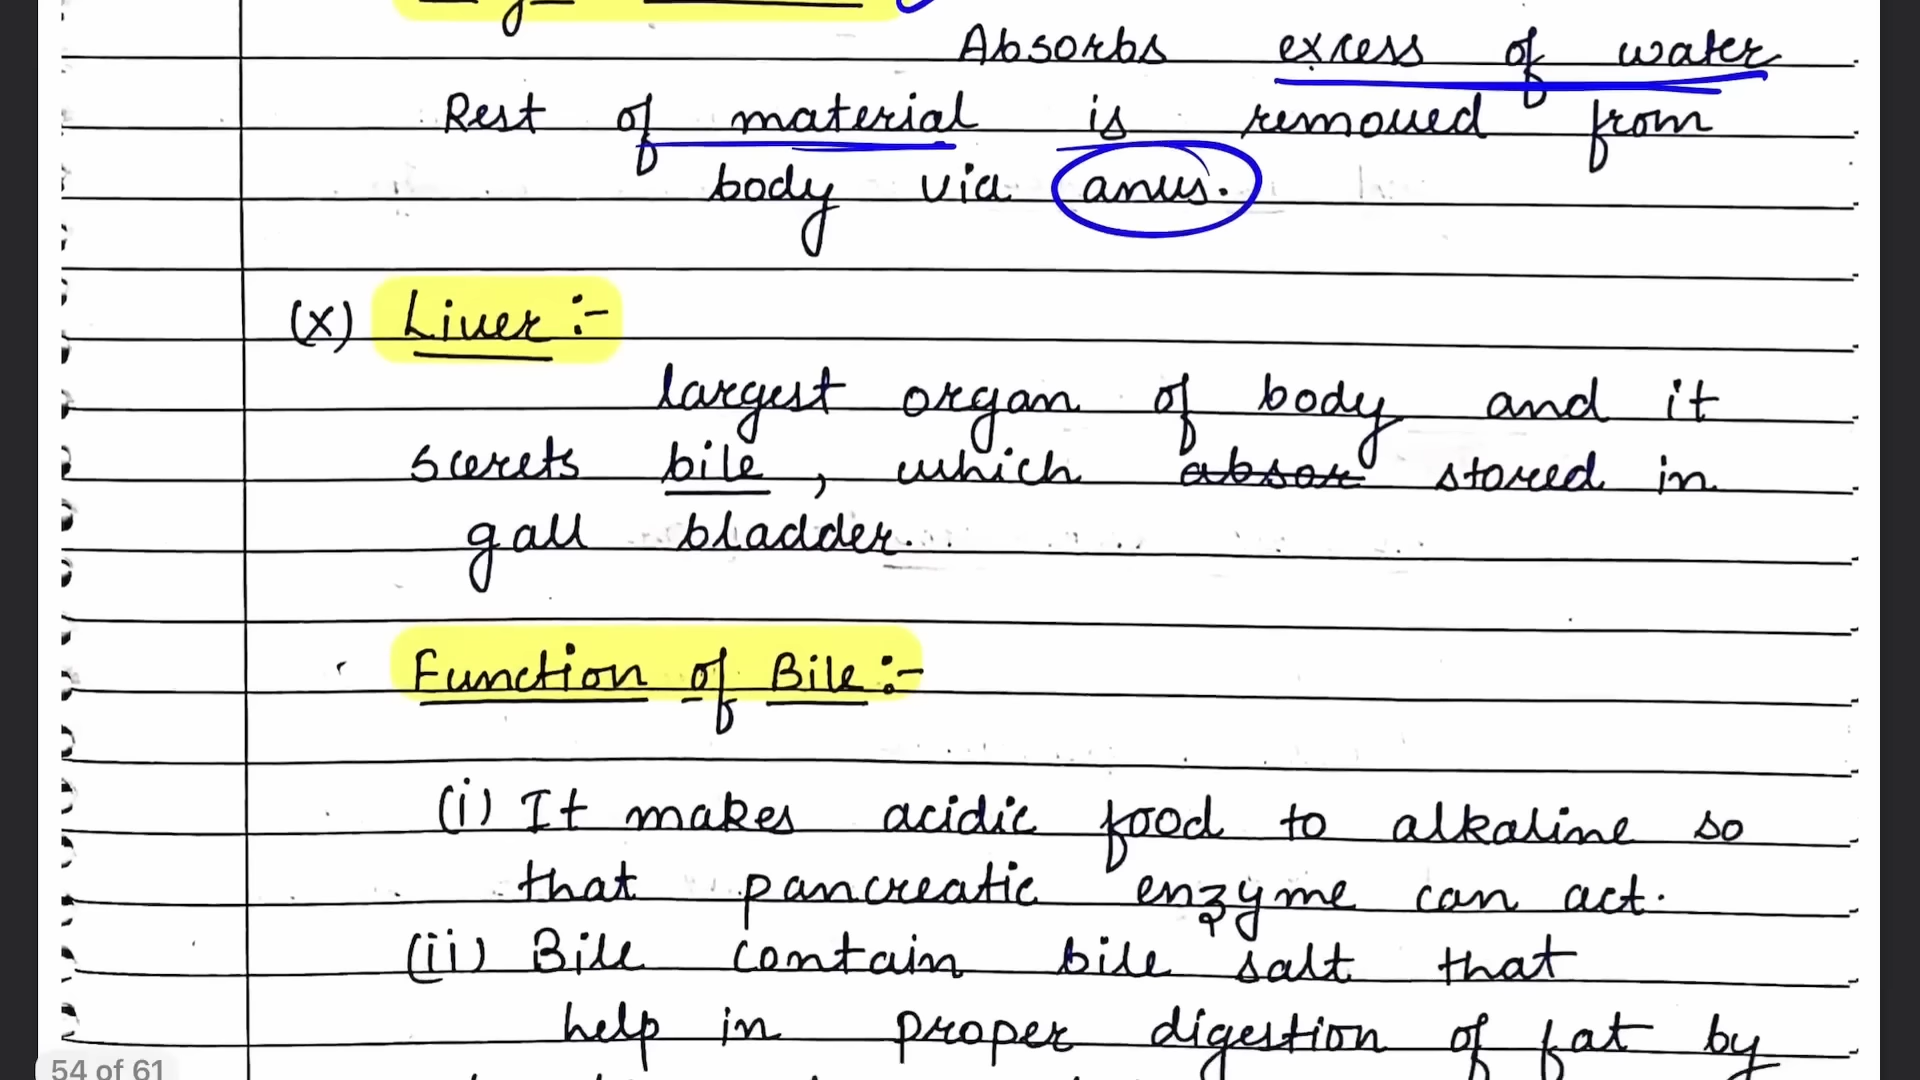 Absorbs excess of water
Rest of material is removed from
body via anus.
(x) Liver :-
largest organ of body and it
screts bile , which absor stored in
gall bladder.
Function of Bile :-
(i) It makes acidic food to alkaline so
that pancreatic enzyme can act.
(ii) Bile contain bile salt that
help in proper digestion of fat by
54 of 61